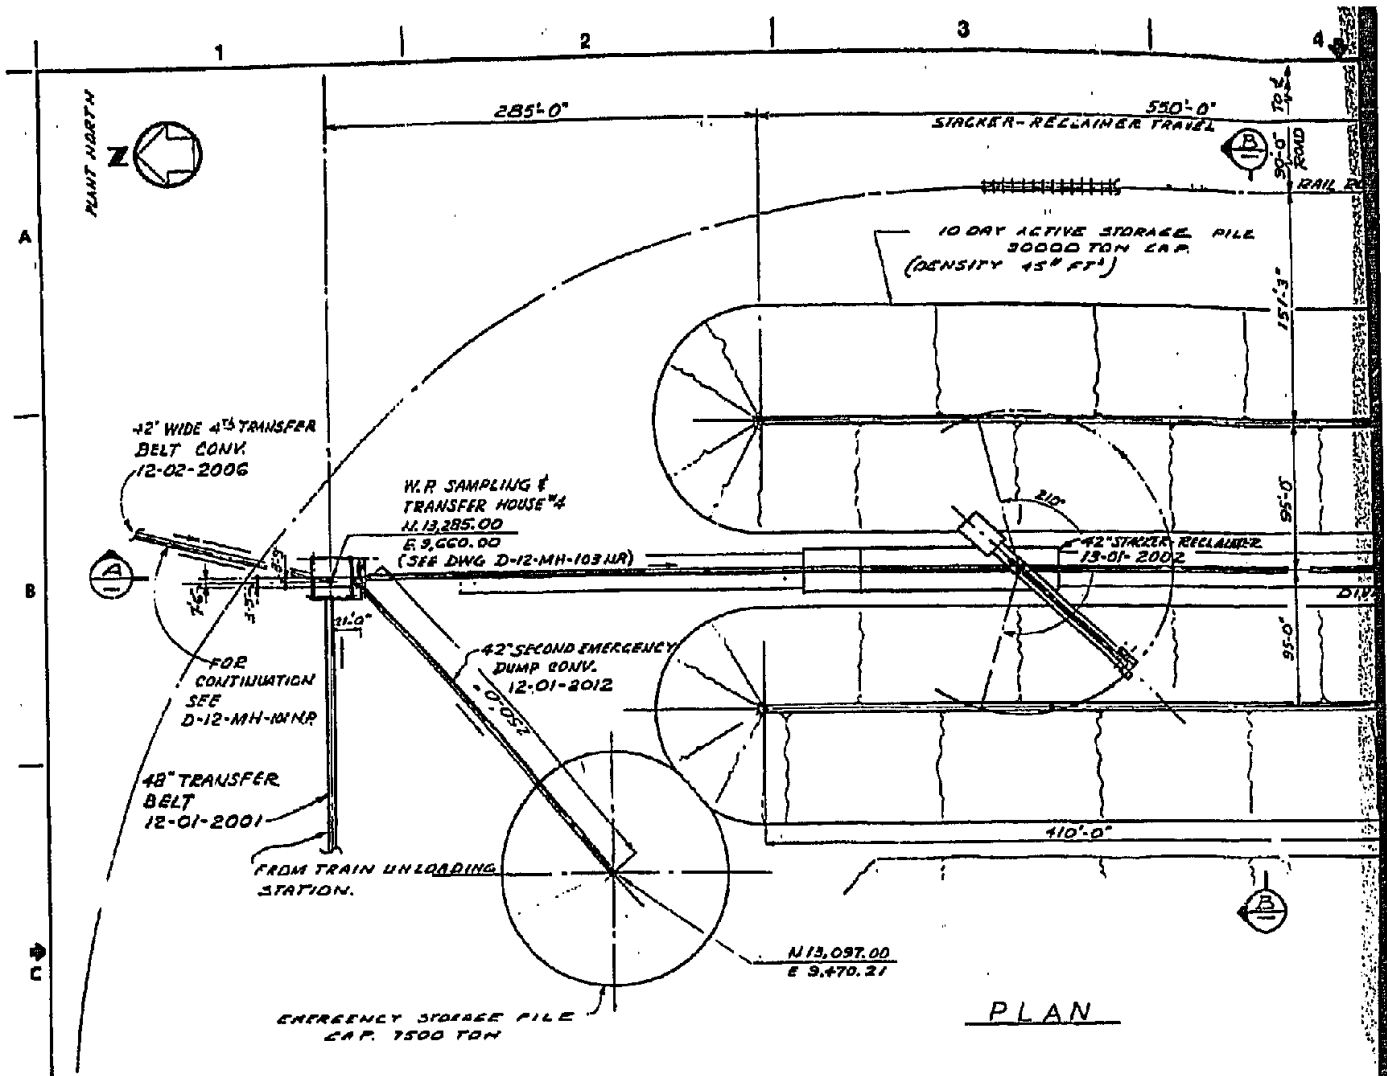 1
2
3
4
PLANT NORTH
N
285'-0"
550'-0"
STACKER-RECLAIMER TRAVEL
B
90'-0" TO ℄
ROAD
RAIL
A
10 DAY ACTIVE STORAGE PILE
30000 TON CAP.
(DENSITY 45# FT³)
151'-3"
42" WIDE 4TH TRANSFER
BELT CONV.
12-02-2006
W.R SAMPLING &
TRANSFER HOUSE #4
N. 13,285.00
E. 9,660.00
(SEE DWG D-12-MH-103NR)
210°
95'-0"
42" STACKER-RECLAIMER
13-01-2002
A
B
21'-0"
95'-0"
42" SECOND EMERGENCY
DUMP CONV.
12-01-2012
250'-0"
FOR
CONTINUATION
SEE
D-12-MH-101NR
48" TRANSFER
BELT
12-01-2001
410'-0"
FROM TRAIN UNLOADING
STATION.
B
C
N 13,097.00
E 9,470.21
EMERGENCY STORAGE PILE
CAP. 7500 TON
PLAN